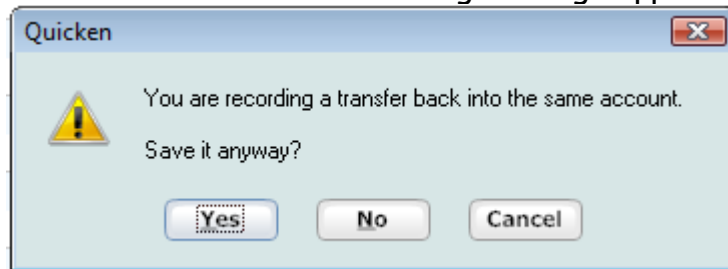 Quicken
You are recording a transfer back into the same account.
Save it anyway?
Yes No Cancel